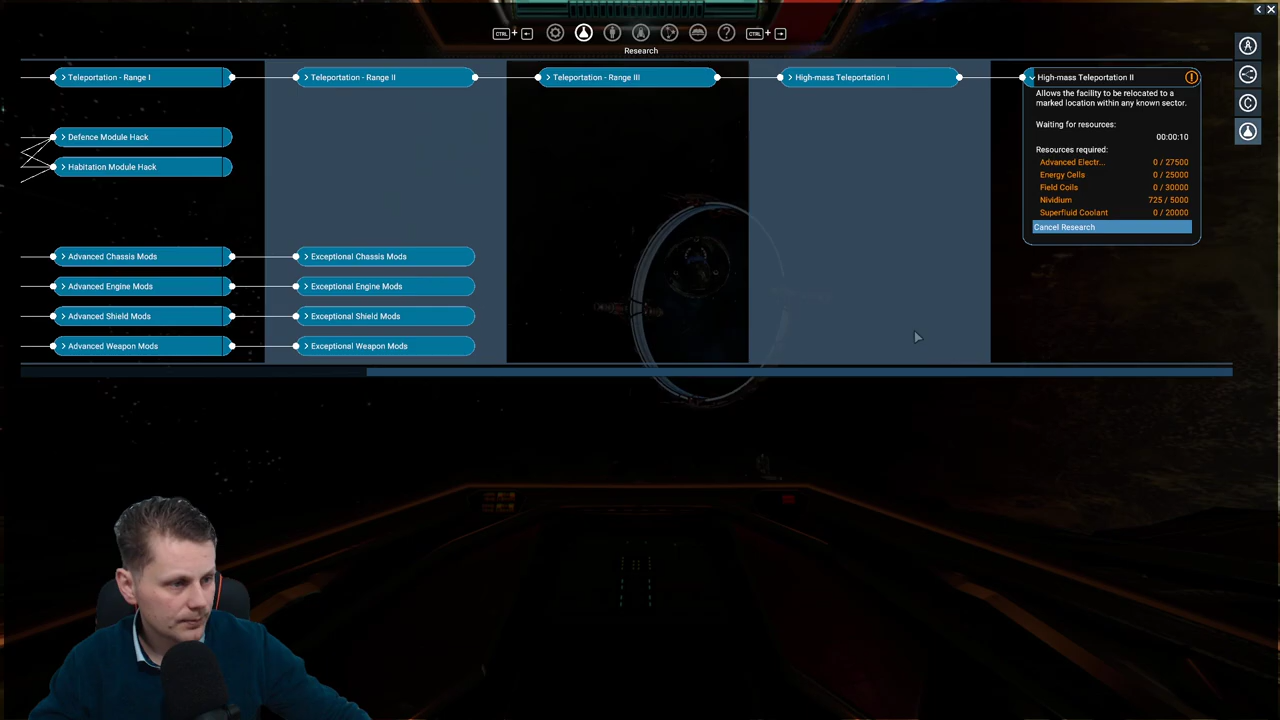 CTRL + ←
CTRL + →
Research
Teleportation - Range I
Teleportation - Range II
Teleportation - Range III
High-mass Teleportation I
High-mass Teleportation II
Allows the facility to be relocated to a
marked location within any known sector.
Waiting for resources:
00:00:10
Resources required:
Advanced Electr... 0 / 27500
Energy Cells 0 / 25000
Field Coils 0 / 30000
Nividium 725 / 5000
Superfluid Coolant 0 / 20000
Cancel Research
Defence Module Hack
Habitation Module Hack
Advanced Chassis Mods
Exceptional Chassis Mods
Advanced Engine Mods
Exceptional Engine Mods
Advanced Shield Mods
Exceptional Shield Mods
Advanced Weapon Mods
Exceptional Weapon Mods